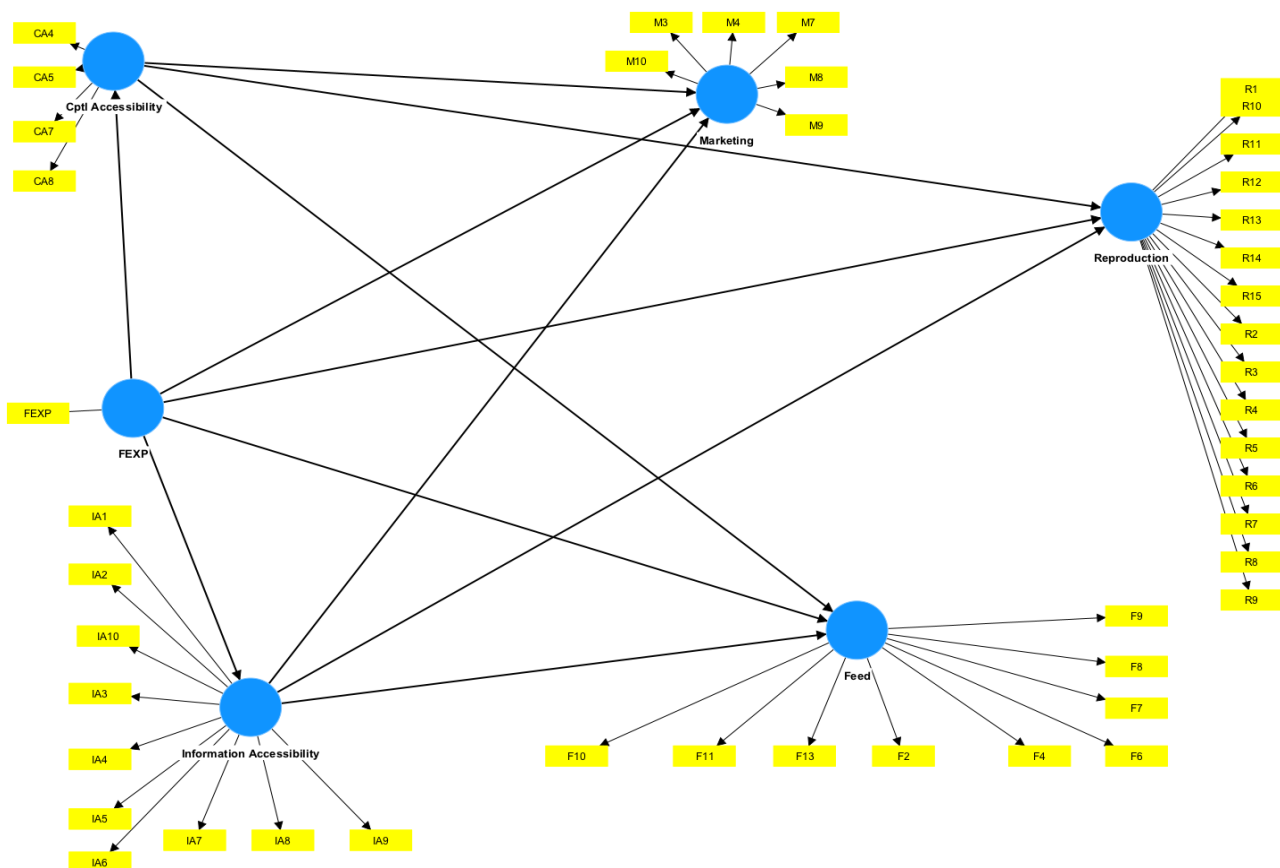 CA4
CA5
Cptl Accessibility
CA7
CA8
M3
M4
M7
M10
M8
M9
Marketing
R1
R10
R11
R12
R13
R14
R15
R2
R3
R4
R5
R6
R7
R8
R9
Reproduction
FEXP
FEXP
IA1
IA2
IA10
IA3
IA4
IA5
IA6
IA7
IA8
IA9
Information Accessibility
Feed
F9
F8
F7
F10
F11
F13
F2
F4
F6